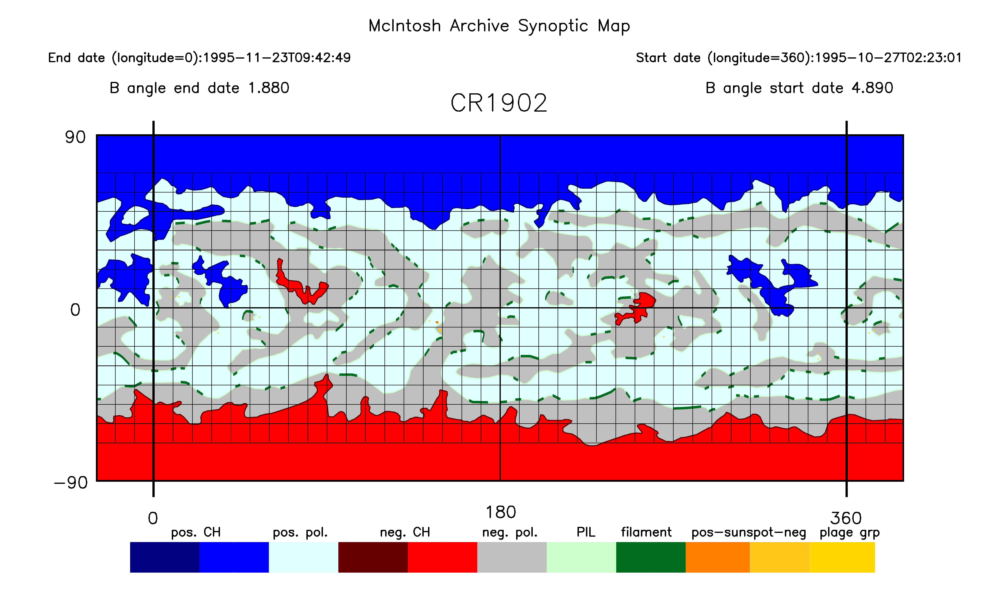 McIntosh Archive Synoptic Map
End date (longitude=0):1995-11-23T09:42:49
Start date (longitude=360):1995-10-27T02:23:01
B angle end date 1.880
B angle start date 4.890
CR1902
90
0
-90
0
180
360
pos. CH
pos. pol.
neg. CH
neg. pol.
PIL
filament
pos-sunspot-neg
plage grp